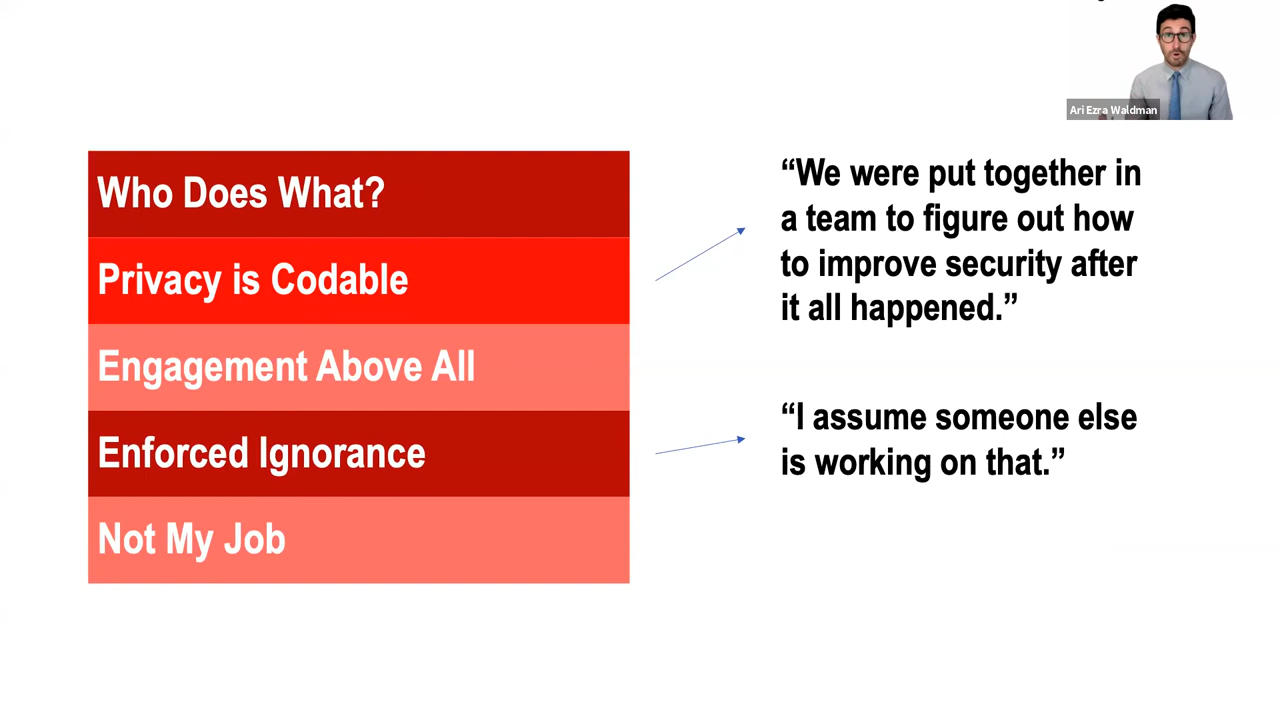 Ari Ezra Waldman
Who Does What?
Privacy is Codable
Engagement Above All
Enforced Ignorance
Not My Job
“We were put together in
a team to figure out how
to improve security after
it all happened.”
“I assume someone else
is working on that.”